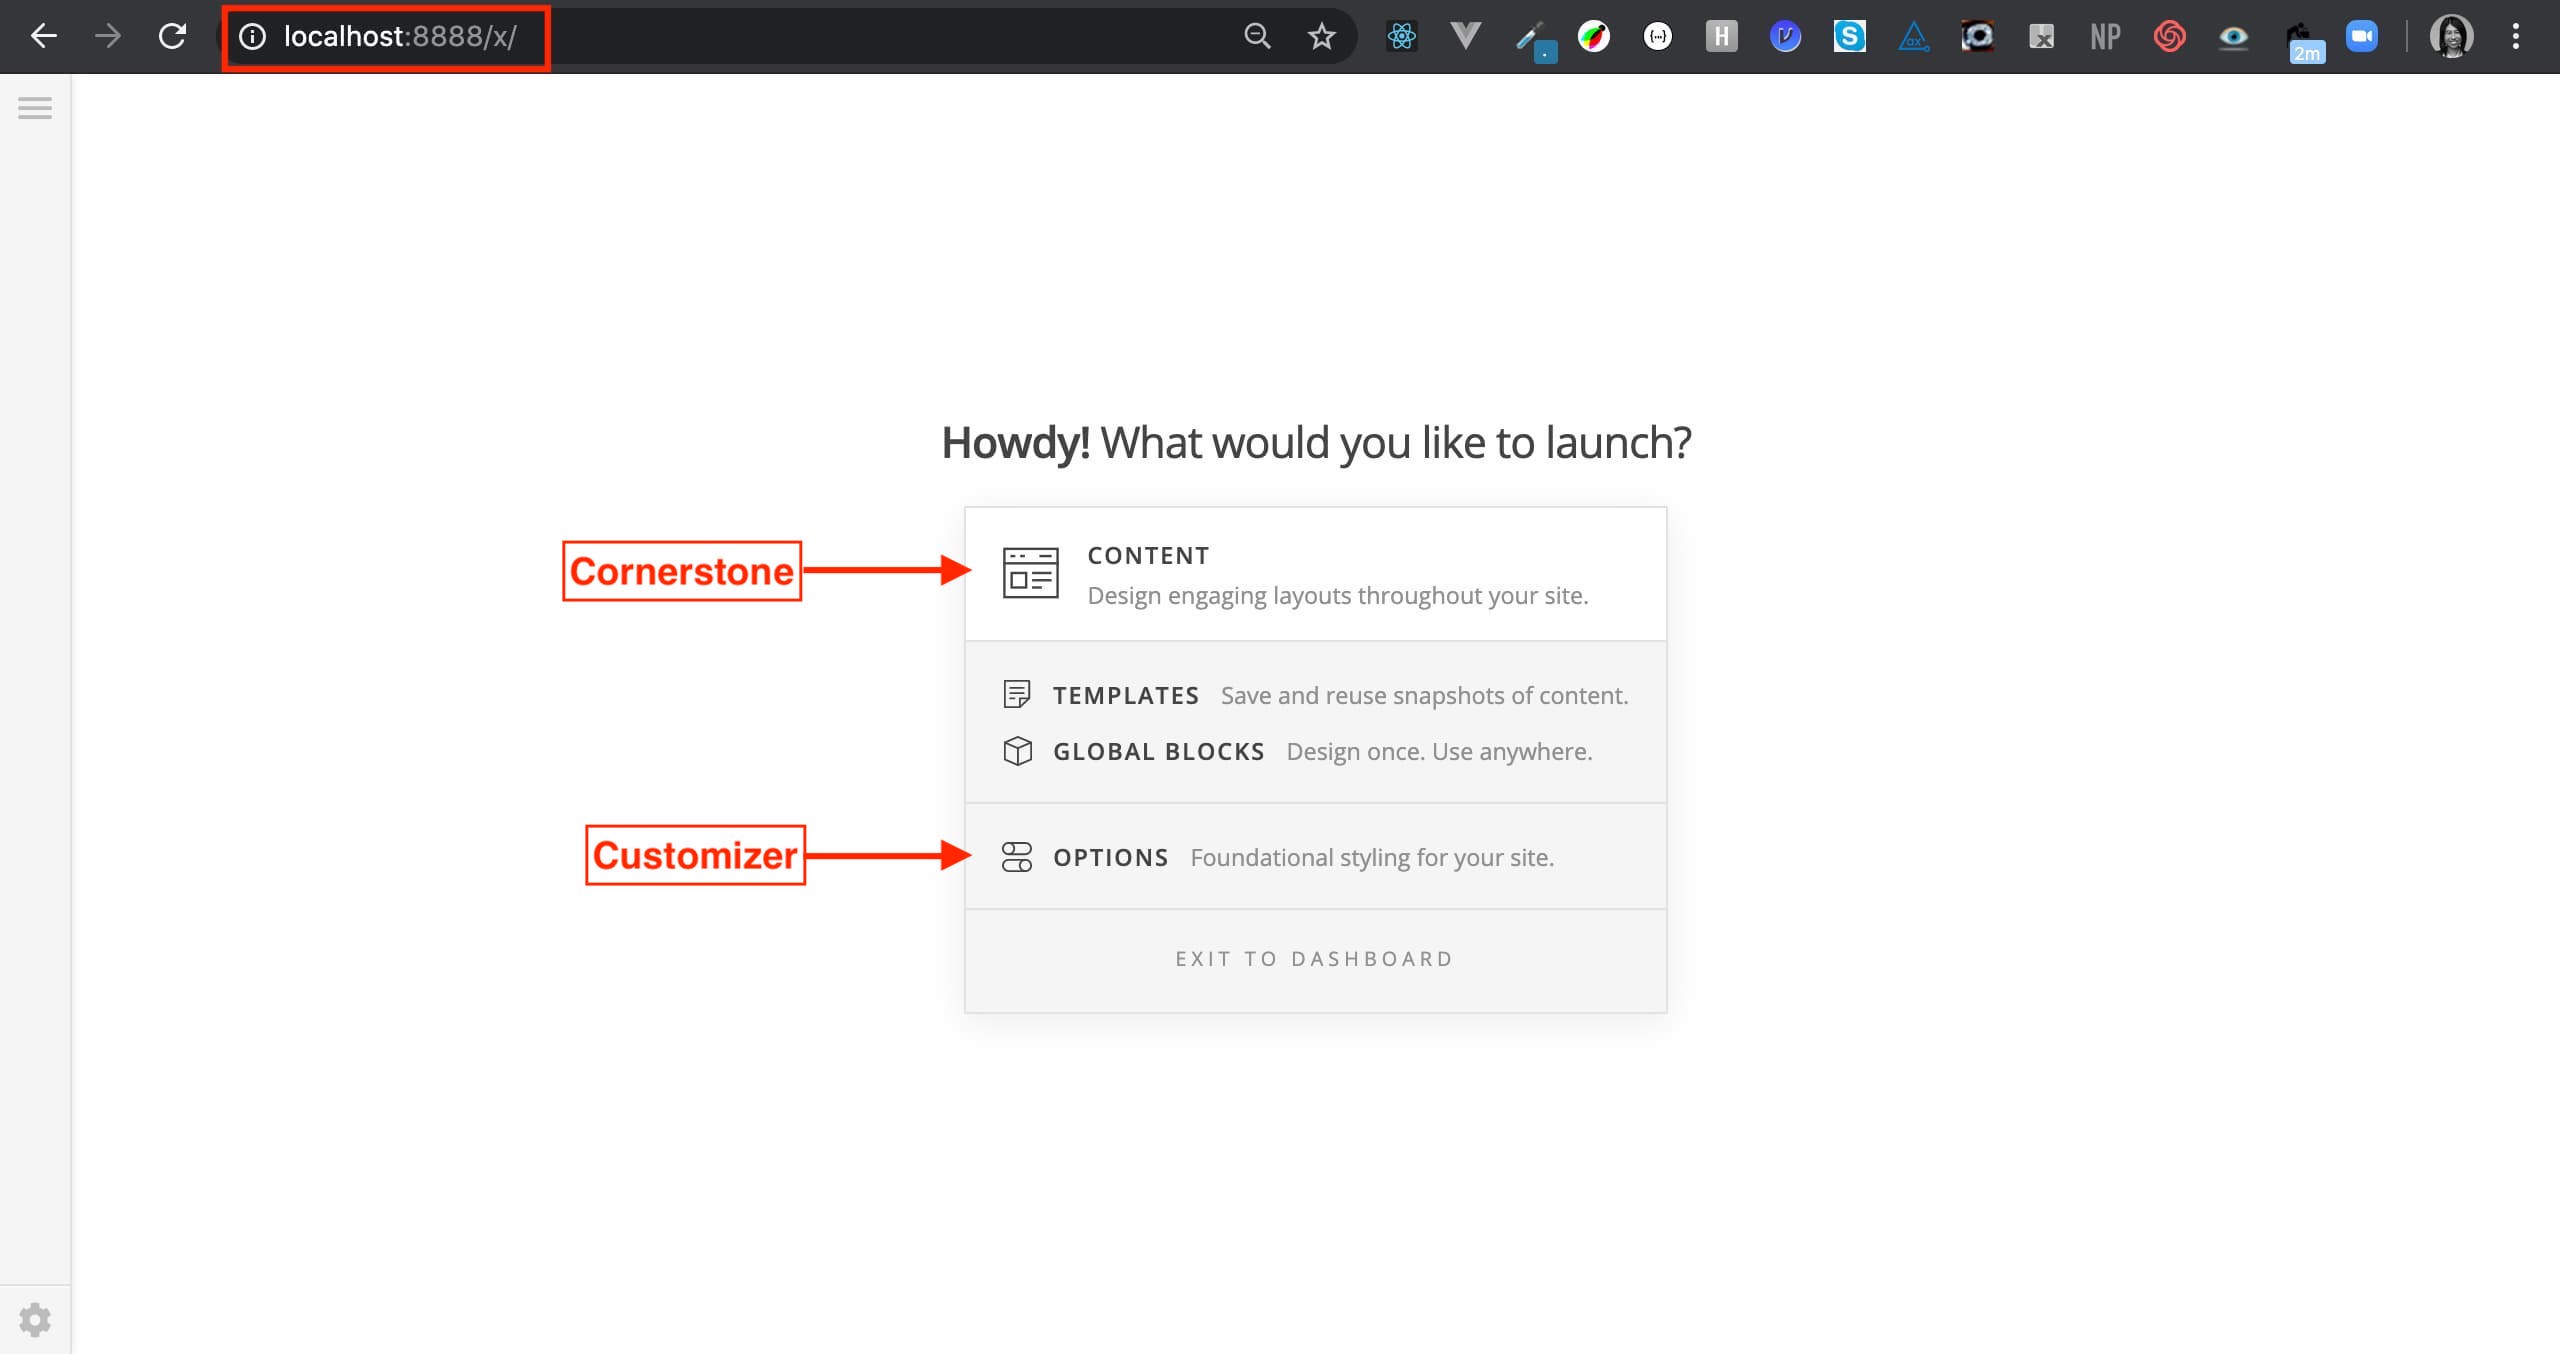 localhost:8888/x/
H
S
ax
NP
2m
Howdy! What would you like to launch?
Cornerstone
CONTENT
Design engaging layouts throughout your site.
TEMPLATES Save and reuse snapshots of content.
GLOBAL BLOCKS Design once. Use anywhere.
Customizer
OPTIONS Foundational styling for your site.
EXIT TO DASHBOARD